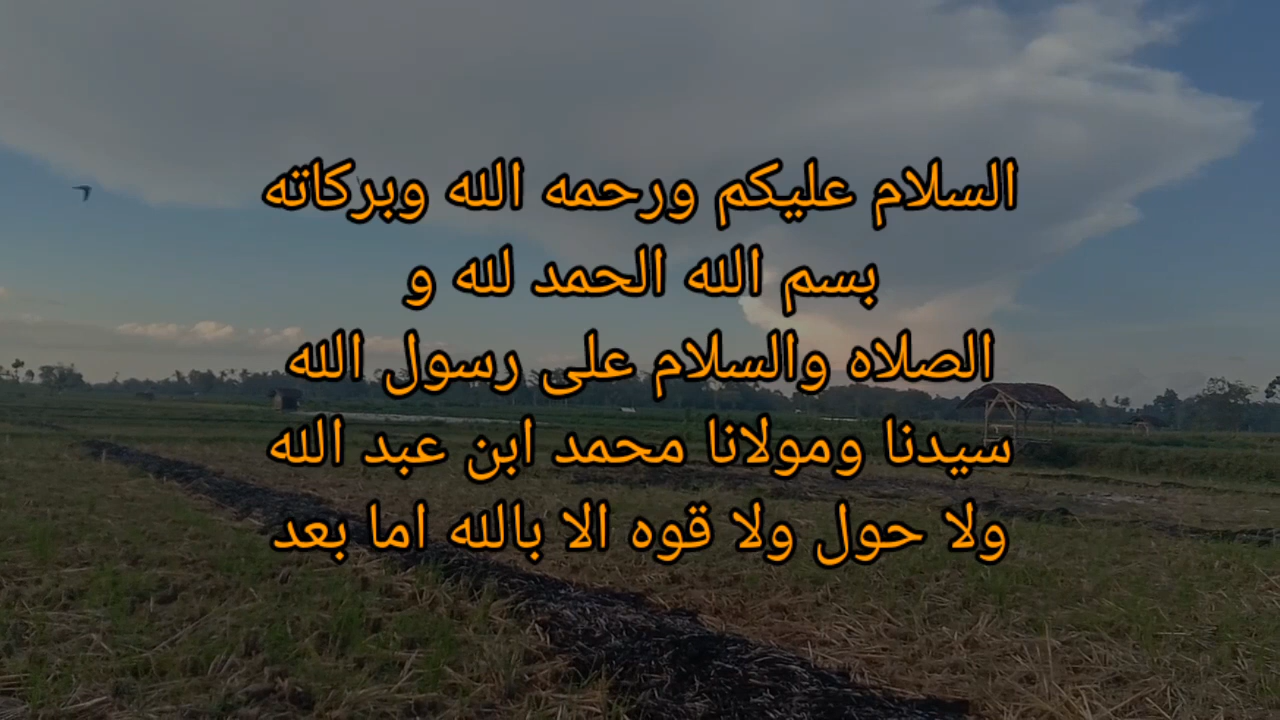 السلام عليكم ورحمه الله وبركاته
بسم الله الحمد لله و
الصلاه والسلام على رسول الله
سيدنا ومولانا محمد ابن عبد الله
ولا حول ولا قوه الا بالله اما بعد